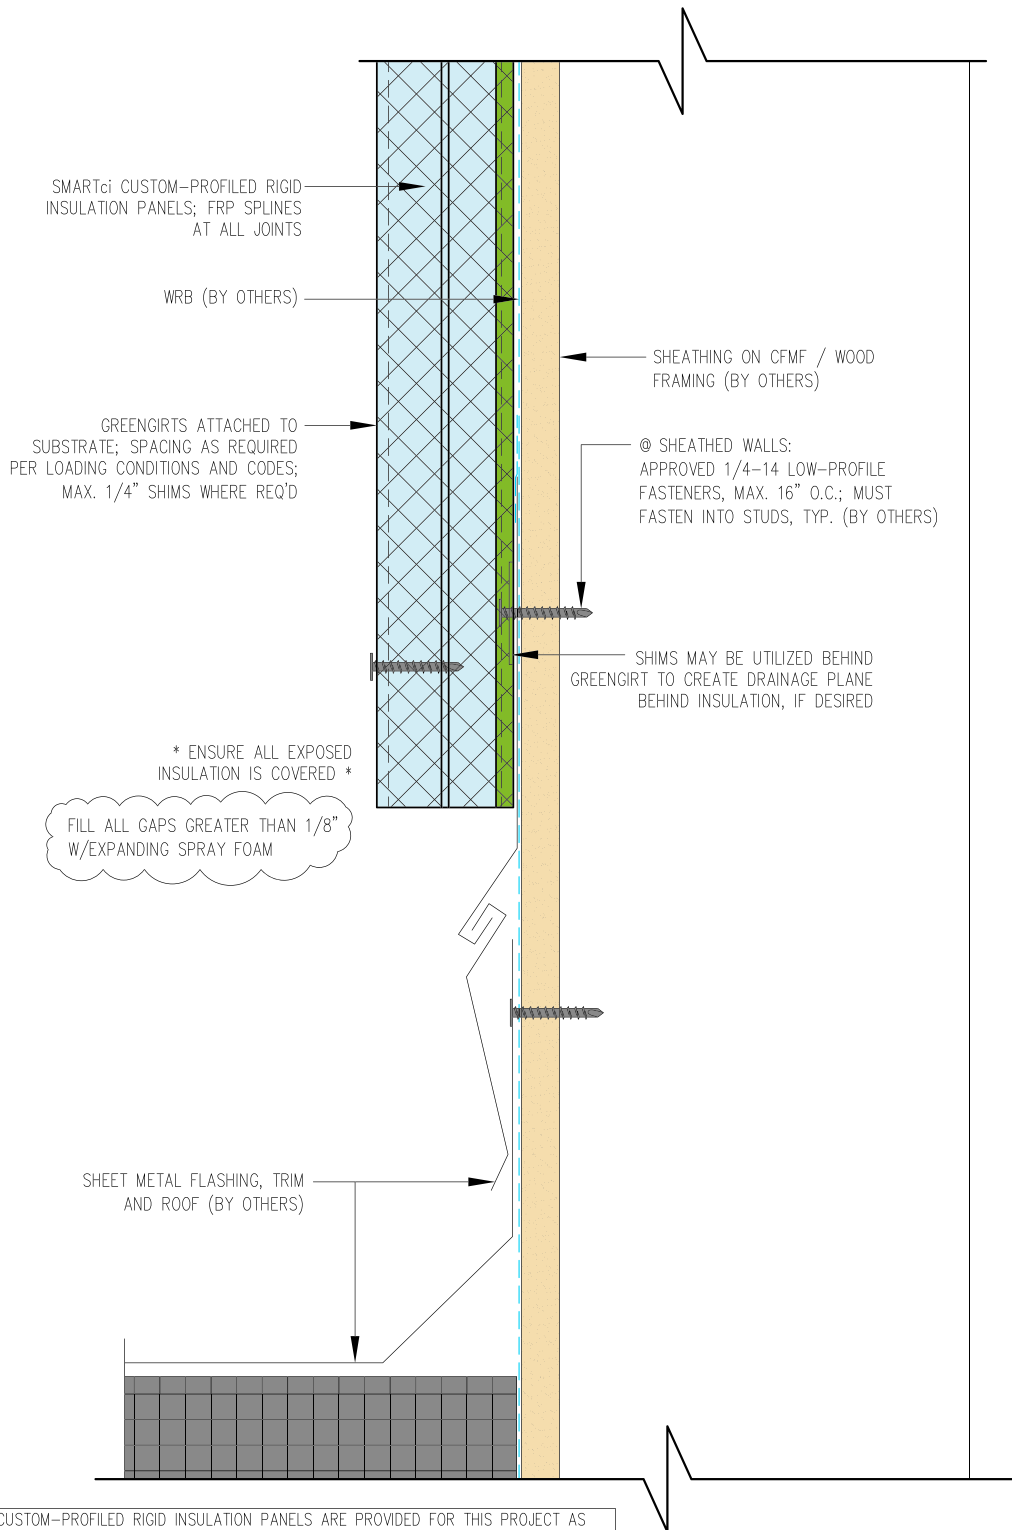 SMARTci CUSTOM-PROFILED RIGID
INSULATION PANELS; FRP SPLINES
AT ALL JOINTS
WRB (BY OTHERS)
SHEATHING ON CFMF / WOOD
FRAMING (BY OTHERS)
GREENGIRTS ATTACHED TO
SUBSTRATE; SPACING AS REQUIRED
PER LOADING CONDITIONS AND CODES;
MAX. 1/4" SHIMS WHERE REQ'D
@ SHEATHED WALLS:
APPROVED 1/4-14 LOW-PROFILE
FASTENERS, MAX. 16" O.C.; MUST
FASTEN INTO STUDS, TYP. (BY OTHERS)
SHIMS MAY BE UTILIZED BEHIND
GREENGIRT TO CREATE DRAINAGE PLANE
BEHIND INSULATION, IF DESIRED
* ENSURE ALL EXPOSED
INSULATION IS COVERED *
FILL ALL GAPS GREATER THAN 1/8"
W/EXPANDING SPRAY FOAM
SHEET METAL FLASHING, TRIM
AND ROOF (BY OTHERS)
CUSTOM-PROFILED RIGID INSULATION PANELS ARE PROVIDED FOR THIS PROJECT AS